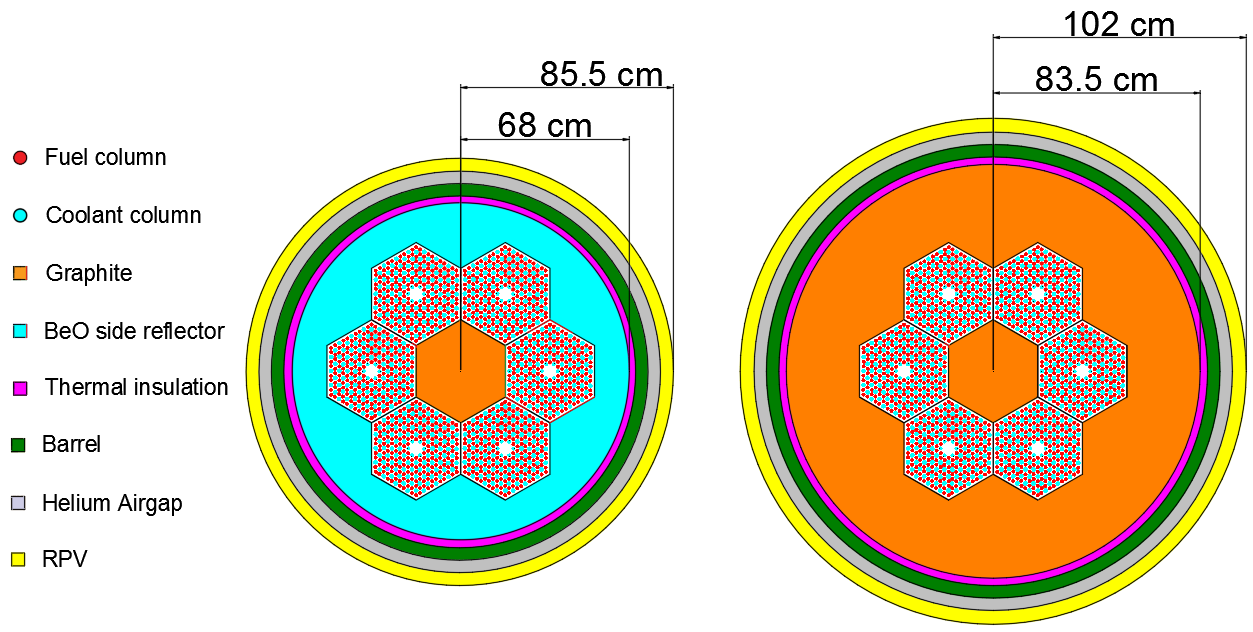 102 cm
85.5 cm
83.5 cm
68 cm
Fuel column
Coolant column
Graphite
BeO side reflector
Thermal insulation
Barrel
Helium Airgap
RPV